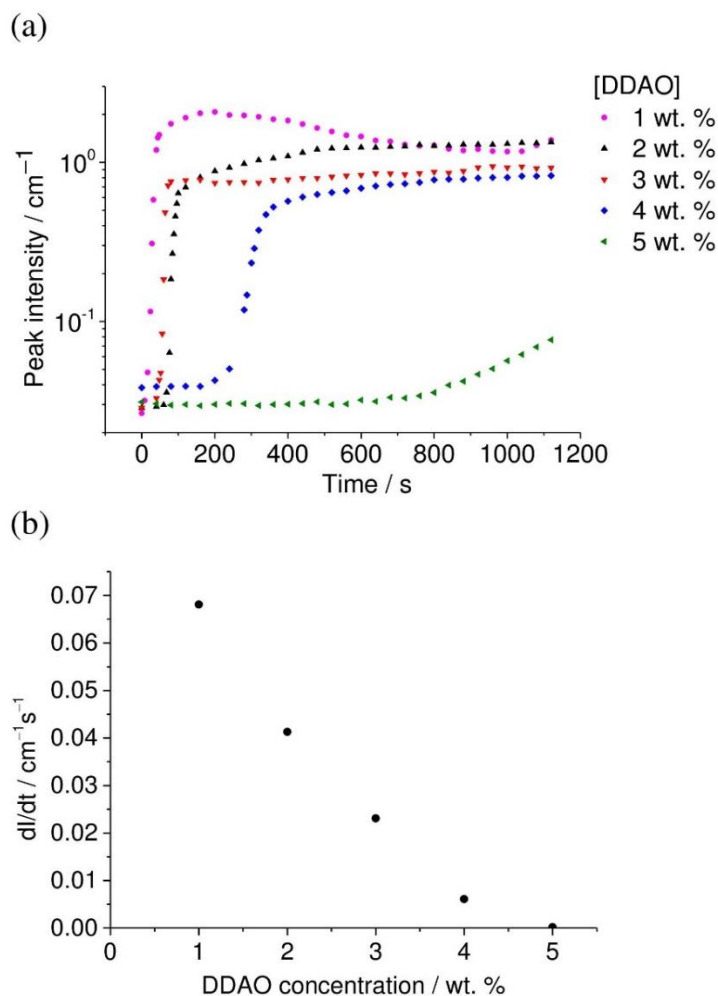 (a)
[DDAO]
1 wt. %
2 wt. %
3 wt. %
4 wt. %
5 wt. %
Peak intensity / cm⁻¹
10⁰
10⁻¹
0 200 400 600 800 1000 1200
Time / s
(b)
dI/dt / cm⁻¹s⁻¹
0.07
0.06
0.05
0.04
0.03
0.02
0.01
0.00
0 1 2 3 4 5
DDAO concentration / wt. %